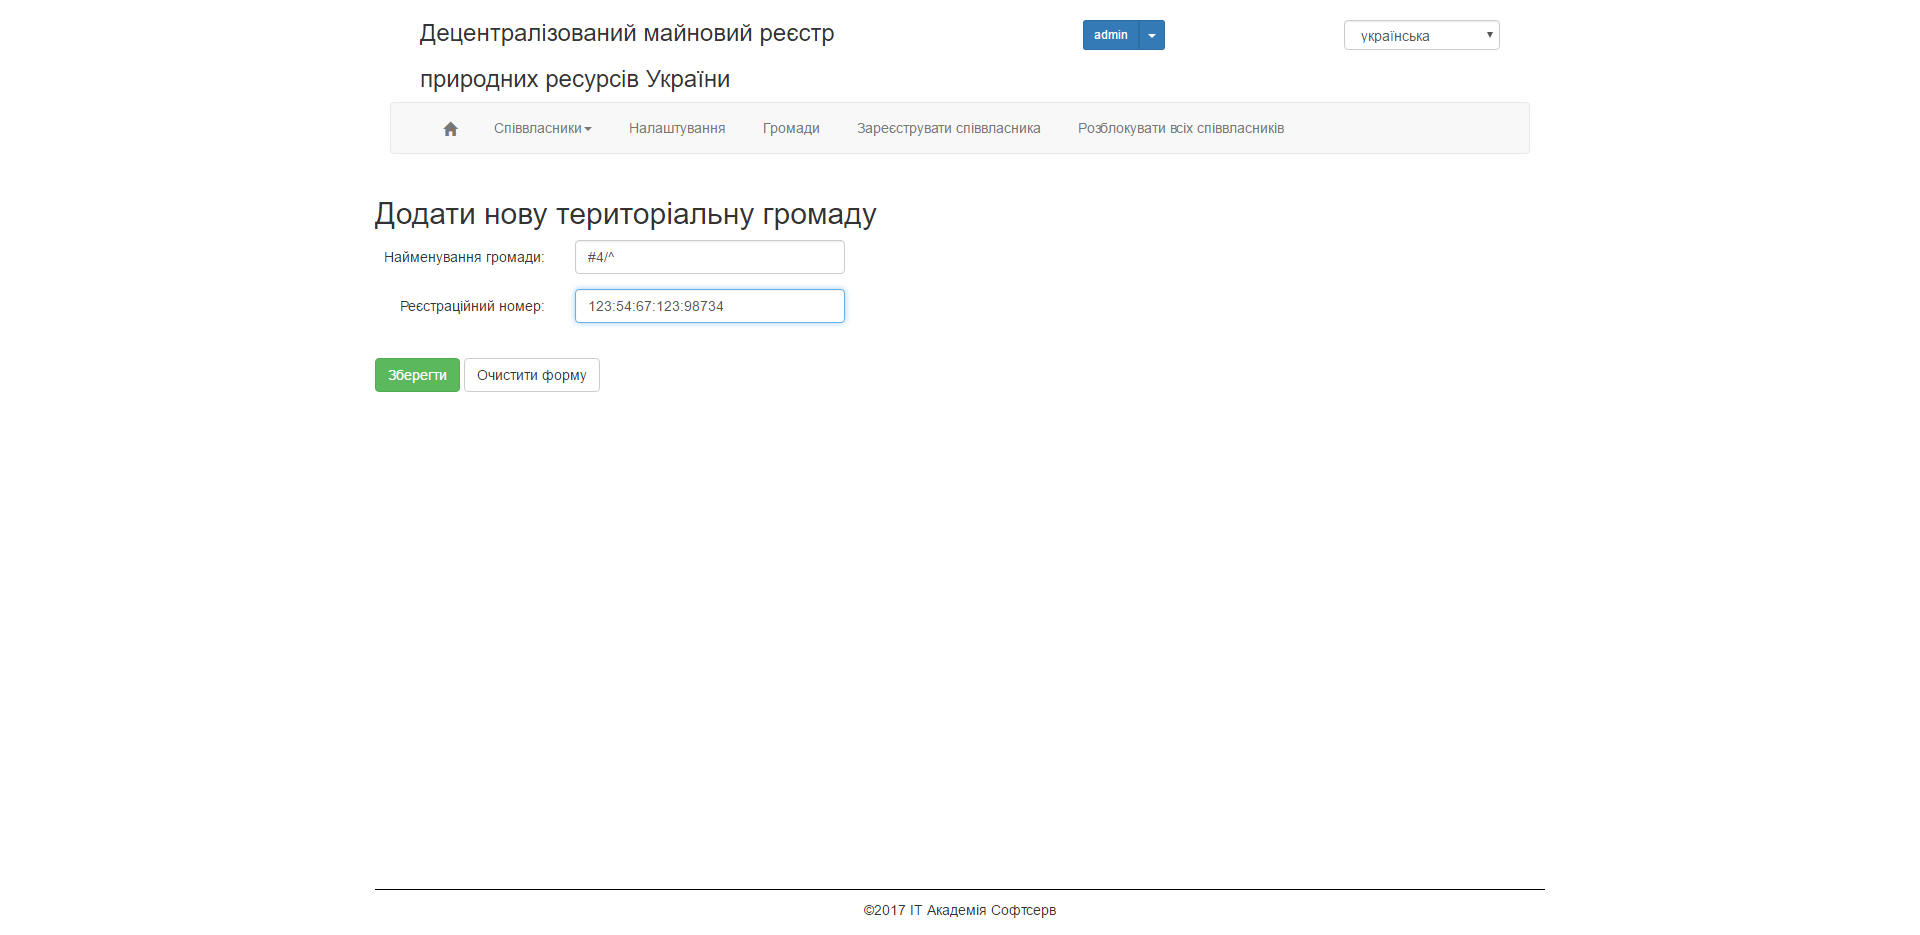 Децентралізований майновий реєстр
природних ресурсів України
admin
українська
Співвласники
Налаштування
Громади
Зареєструвати співвласника
Розблокувати всіх співвласників
Додати нову територіальну громаду
Найменування громади: #4/^
Реєстраційний номер: 123:54:67:123:98734
Зберегти
Очистити форму
©2017 ІТ Академія Софтсерв